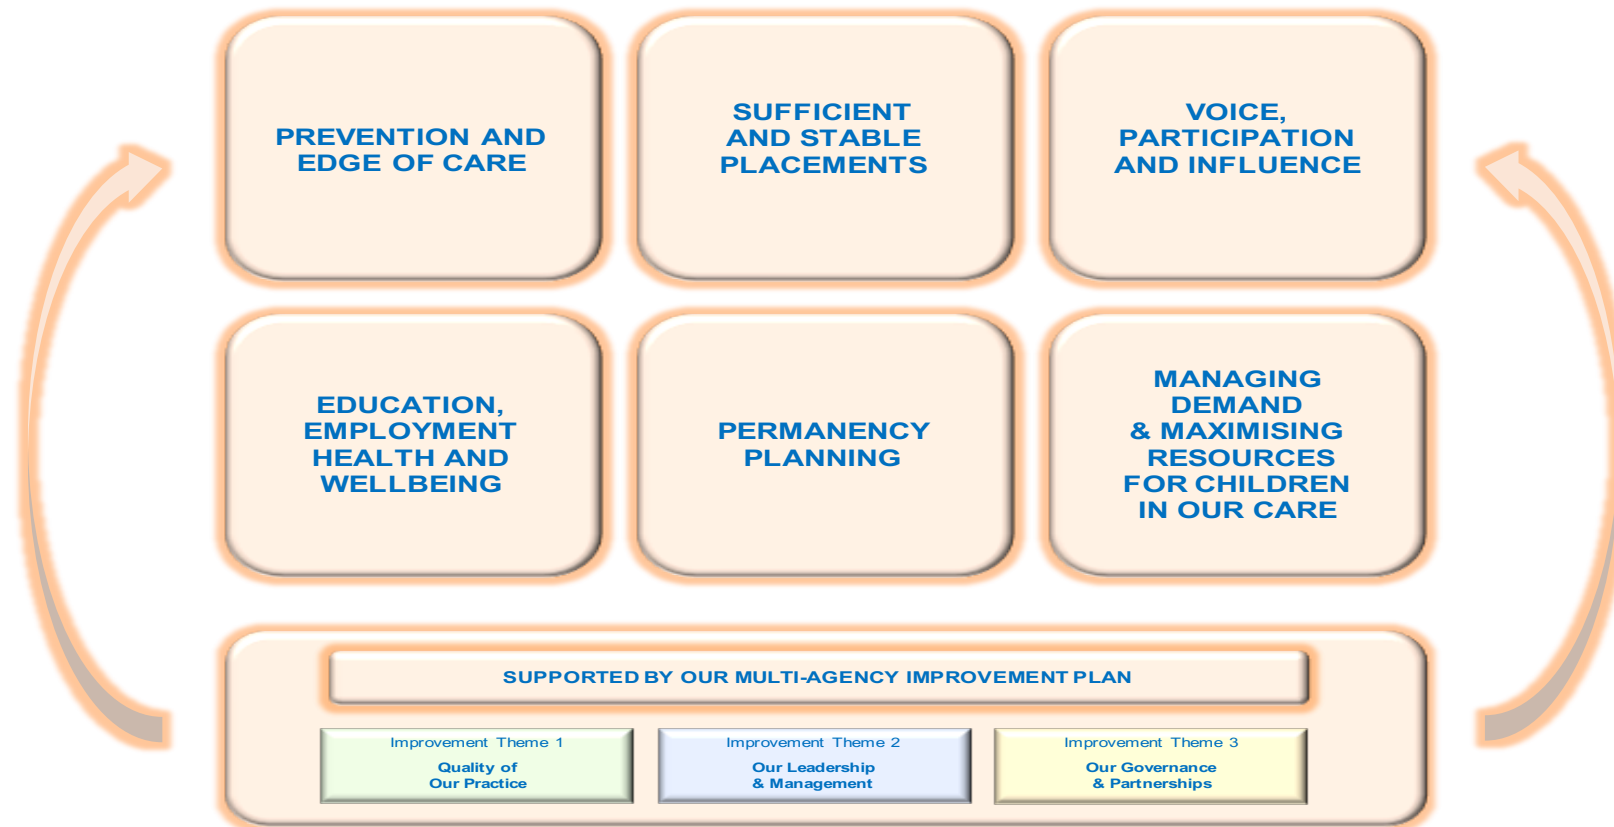 PREVENTION AND
EDGE OF CARE
SUFFICIENT
AND STABLE
PLACEMENTS
VOICE,
PARTICIPATION
AND INFLUENCE
EDUCATION,
EMPLOYMENT
HEALTH AND
WELLBEING
PERMANENCY
PLANNING
MANAGING
DEMAND
& MAXIMISING
RESOURCES
FOR CHILDREN
IN OUR CARE
SUPPORTED BY OUR MULTI-AGENCY IMPROVEMENT PLAN
Improvement Theme 1
Quality of
Our Practice
Improvement Theme 2
Our Leadership
& Management
Improvement Theme 3
Our Governance
& Partnerships